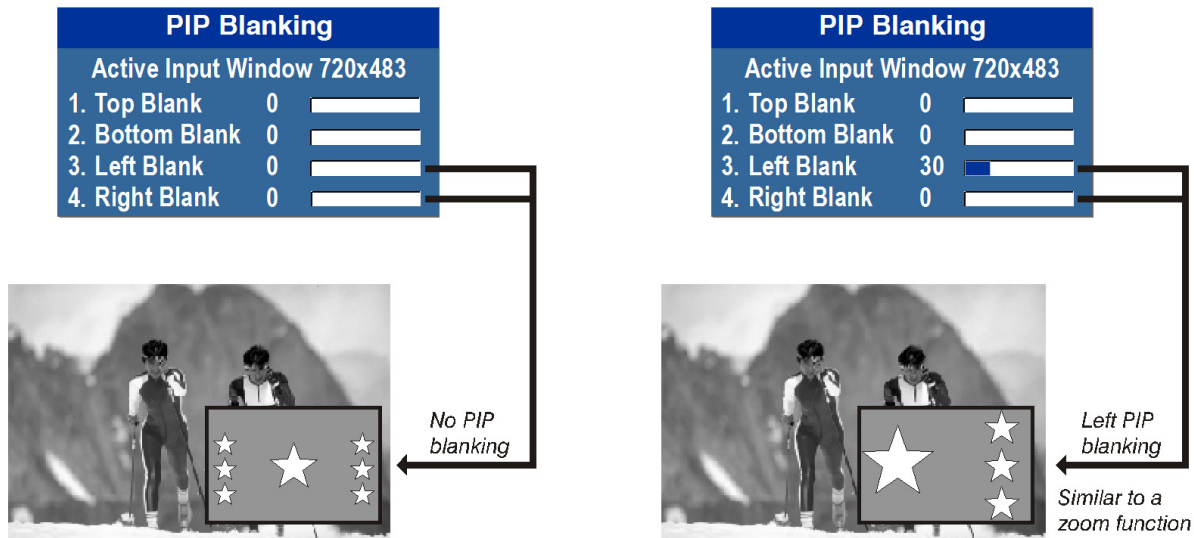 PIP Blanking
Active Input Window 720x483
1. Top Blank 0
2. Bottom Blank 0
3. Left Blank 0
4. Right Blank 0
No PIP
blanking
PIP Blanking
Active Input Window 720x483
1. Top Blank 0
2. Bottom Blank 0
3. Left Blank 30
4. Right Blank 0
Left PIP
blanking
Similar to a
zoom function